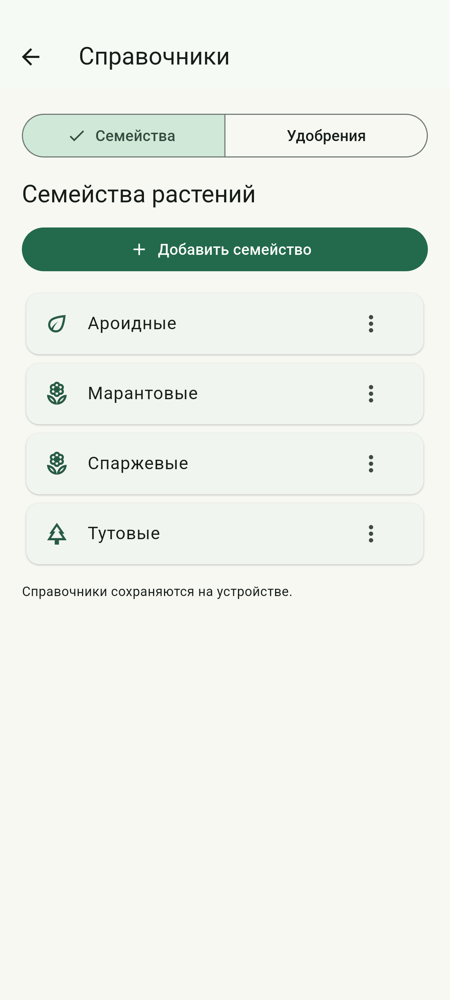 Справочники
Семейства
Удобрения
Семейства растений
Добавить семейство
Ароидные
Марантовые
Спаржевые
Тутовые
Справочники сохраняются на устройстве.